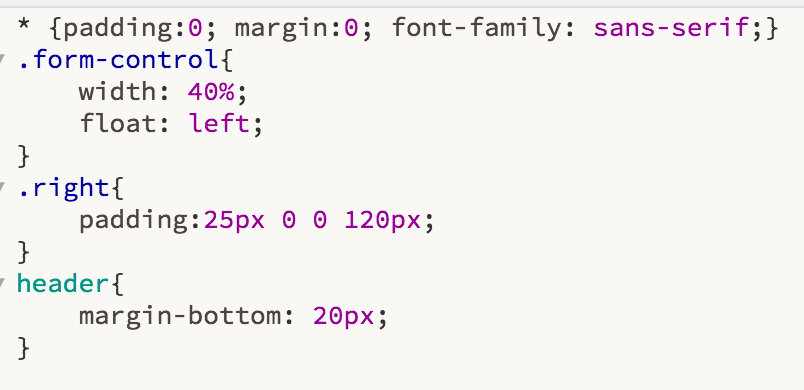 * {padding:0; margin:0; font-family: sans-serif;}
.form-control{
    width: 40%;
    float: left;
}
.right{
    padding:25px 0 0 120px;
}
header{
    margin-bottom: 20px;
}